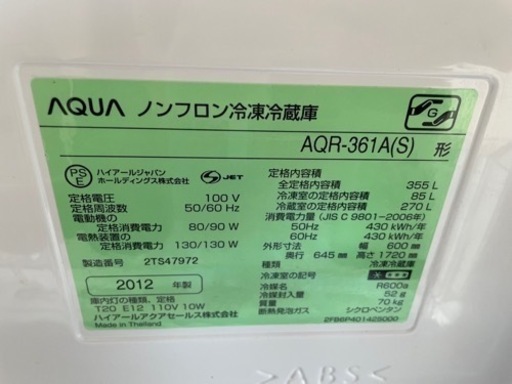 AQUA ノンフロン冷凍冷蔵庫
AQR-361A(S) 形
G
PS
E
ハイアールジャパン
ホールディングス株式会社
JET
定格電圧 100 V
定格周波数 50/60 Hz
電動機の
定格消費電力 80/90 W
電熱装置の
定格消費電力 130/130 W
2TS47972
2012 年製
庫内灯の種類、定格
T20 E12 110V 10W
ハイアールアクアセールス株式会社
Made in Thailand
定格内容積
全定格内容積 355 L
冷凍室の定格内容積 85 L
冷蔵室の定格内容積 270 L
消費電力量 (JIS C 9801-2006年)
50Hz 430 kWh/年
60Hz 430 kWh/年
外形寸法 幅 600 mm
奥行 645 mm 高さ 1720 mm
種類 冷凍冷蔵庫
冷凍室の記号
冷媒名 R600a
冷媒封入量 52 g
質量 70 kg
断熱発泡ガス シクロペンタン
2FB6P40142S000
>ABS<